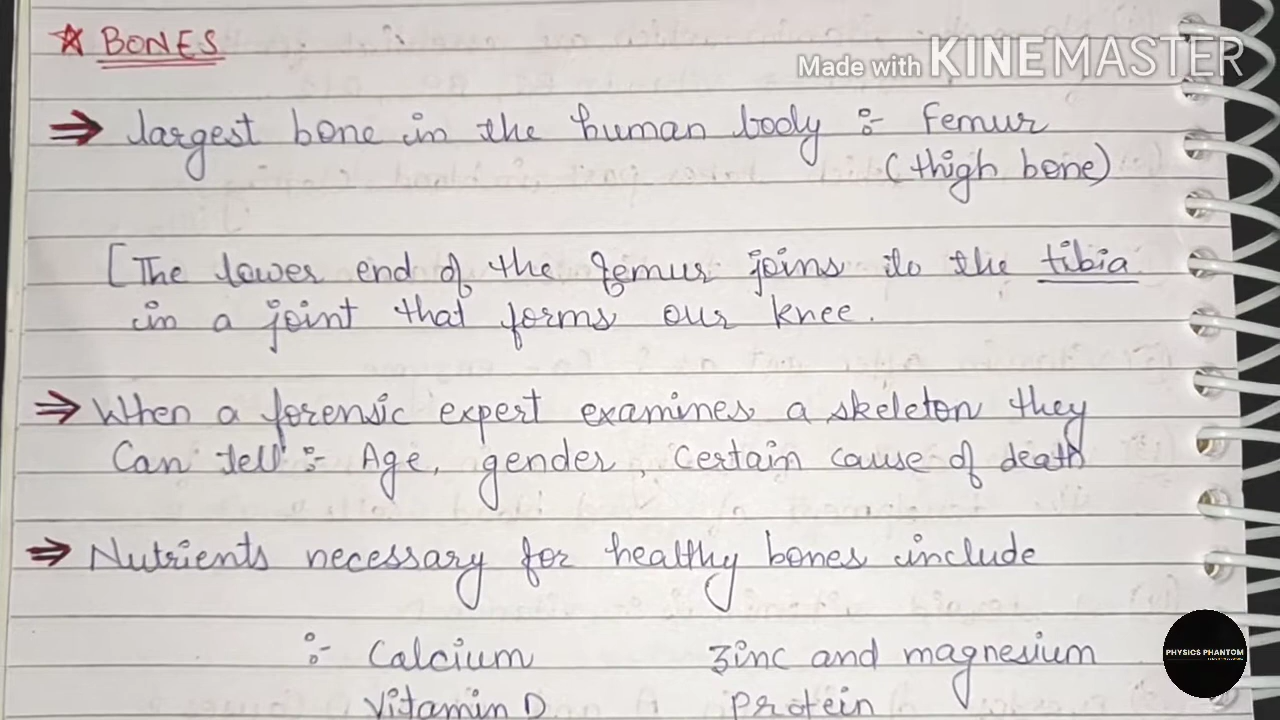 ☆ BONES
Made with KINEMASTER
⇒ largest bone in the human body :- Femur
(thigh bone)
[The lower end of the femur joins to the tibia
in a joint that forms our knee.
⇒ When a forensic expert examines a skeleton they
Can tell :- Age, gender, Certain cause of death
⇒ Nutrients necessary for healthy bones include
:- Calcium Zinc and magnesium
Vitamin D Protein
PHYSICS PHANTOM